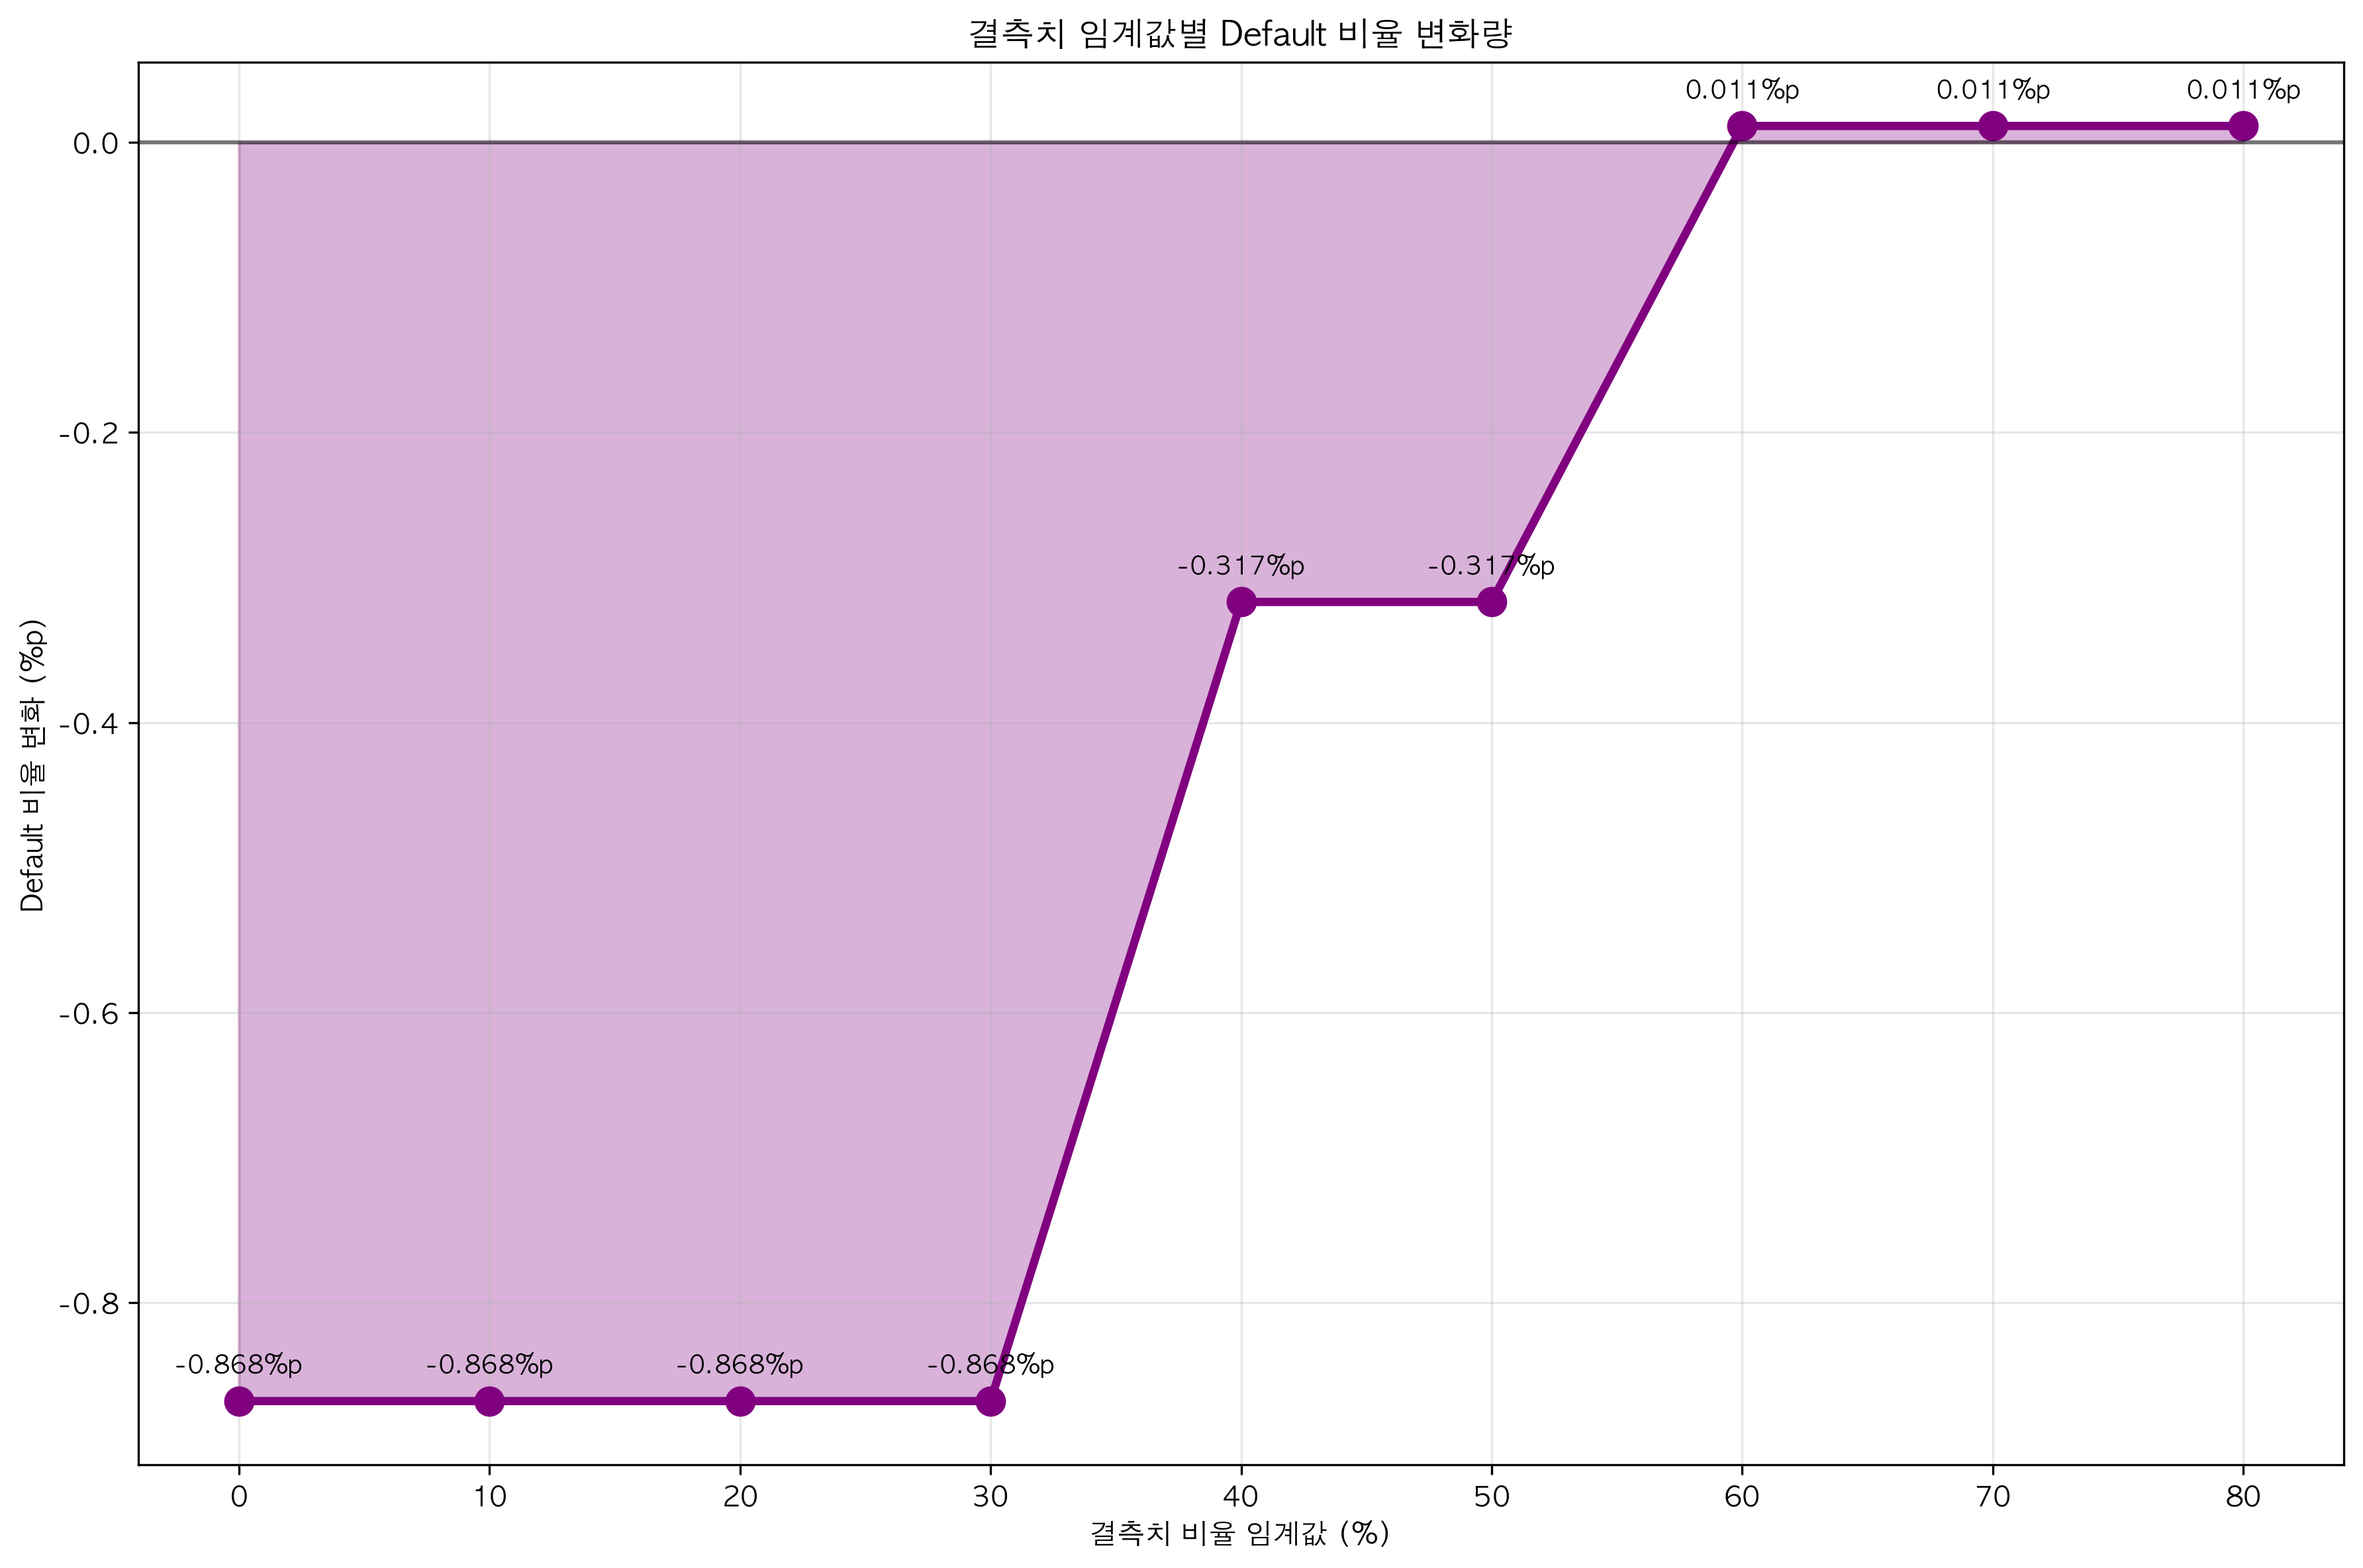 결측치 임계값별 Default 비율 변화량
0.011%p 0.011%p 0.011%p
0.0
-0.2
-0.317%p -0.317%p
Default 비율 변화 (%p)
-0.4
-0.6
-0.8
-0.868%p -0.868%p -0.868%p -0.868%p
0 10 20 30 40 50 60 70 80
결측치 비율 임계값 (%)